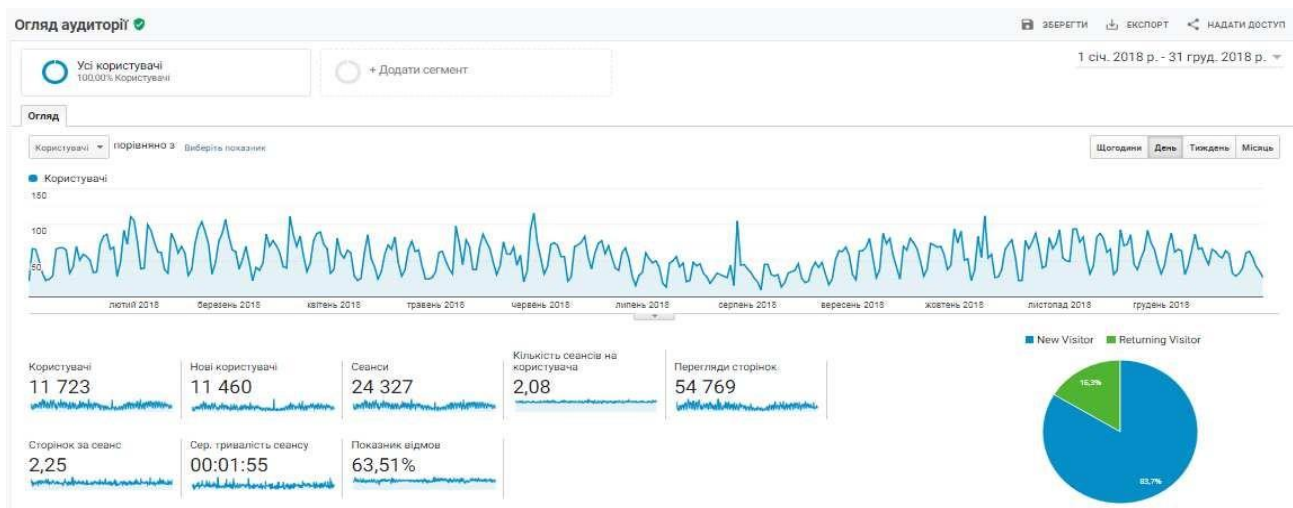 Огляд аудиторії
ЗБЕРЕГТИ ЕКСПОРТ НАДАТИ ДОСТУП
Усі користувачі
100,00% Користувачі
+ Додати сегмент
1 січ. 2018 р. - 31 груд. 2018 р.
Огляд
Користувачі порівняно з Виберіть показник
Щогодини День Тиждень Місяць
Користувачі
150
100
50
лютий 2018 березень 2018 квітень 2018 травень 2018 червень 2018 липень 2018 серпень 2018 вересень 2018 жовтень 2018 листопад 2018 грудень 2018
New Visitor Returning Visitor
Користувачі
11 723
Нові користувачі
11 460
Сеанси
24 327
Кількість сеансів на
користувача
2,08
Перегляди сторінок
54 769
Сторінок за сеанс
2,25
Сер. тривалість сеансу
00:01:55
Показник відмов
63,51%
16,3%
83,7%